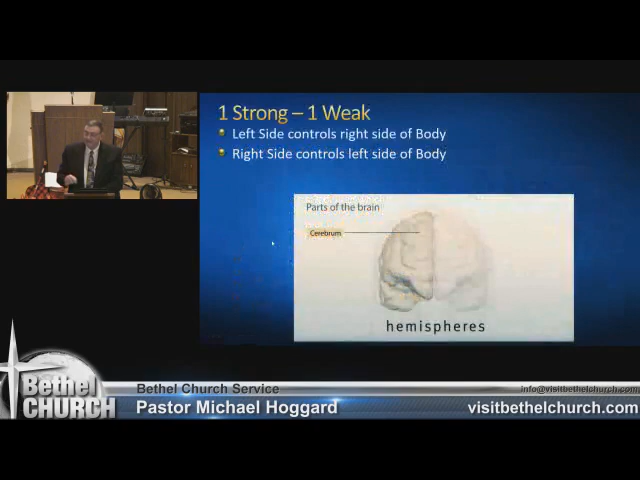 1 Strong – 1 Weak
Left Side controls right side of Body
Right Side controls left side of Body
Parts of the brain
Cerebrum
hemispheres
Bethel
CHURCH
Bethel Church Service
info@visitbethelchurch.com
Pastor Michael Hoggard
visitbethelchurch.com